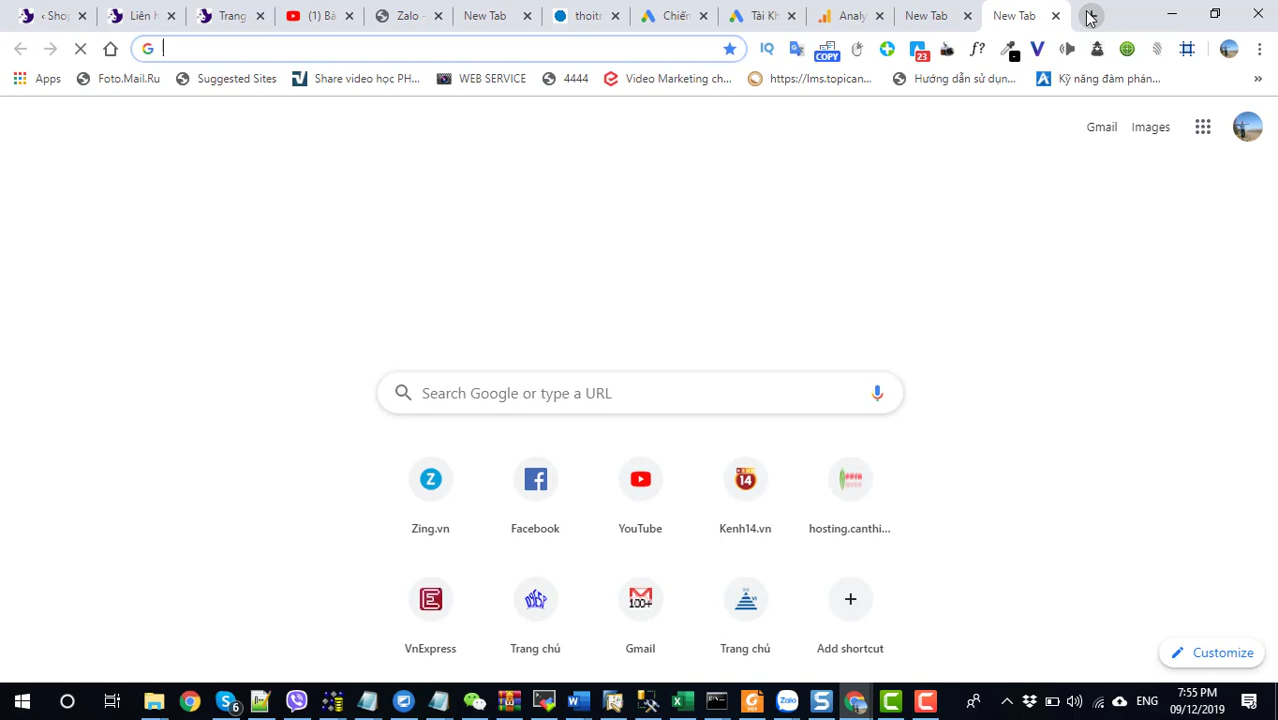 ‹ Shop
Liên h
Trang
(1) Bà
Zalo -
New Tab
thoitr
Chiến
Tài Kh
Analy
New Tab
New Tab
IQ
COPY
23
f?
V
Apps
Foto.Mail.Ru
Suggested Sites
Share video học PH...
WEB SERVICE
4444
Video Marketing ch...
https://lms.topican...
Hướng dẫn sử dụn...
Kỹ năng đàm phán...
»
Gmail
Images
Search Google or type a URL
Zing.vn
Facebook
YouTube
Kenh14.vn
hosting.canthi...
VnExpress
Trang chủ
Gmail
Trang chủ
Add shortcut
Customize
ENG
7:55 PM
09/12/2019